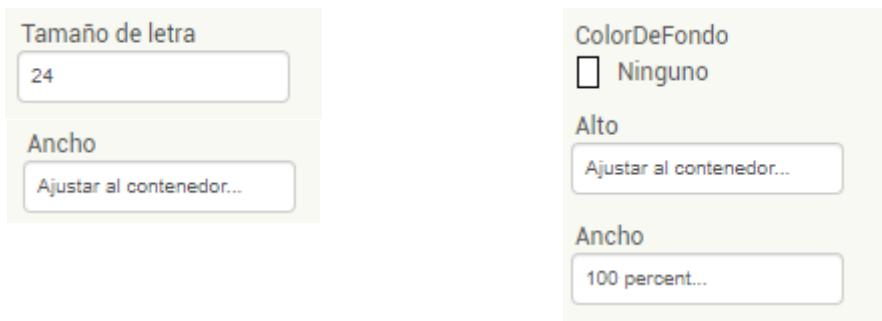 Tamaño de letra
24
Ancho
Ajustar al contenedor...
ColorDeFondo
Ninguno
Alto
Ajustar al contenedor...
Ancho
100 percent...